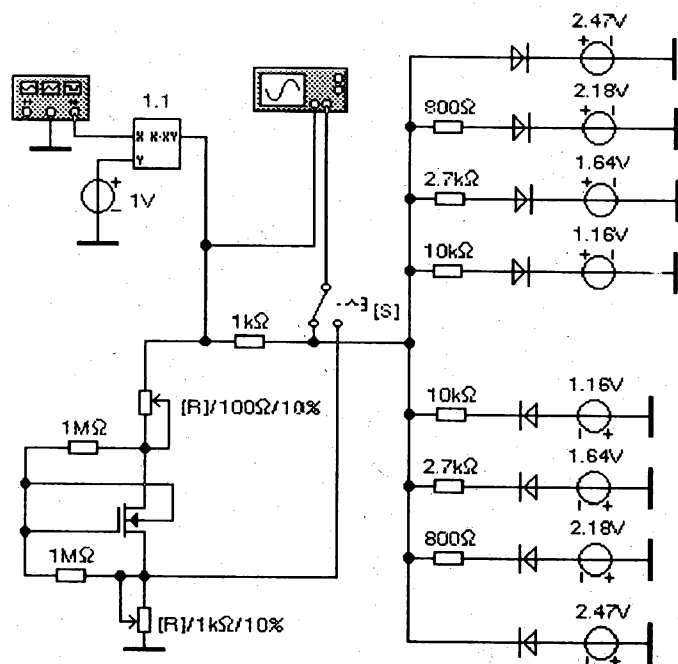 2.47V
+ −
1.1
800Ω
2.18V
+ −
X X·XY
Y
+
−
1V
2.7kΩ
1.64V
+ −
10kΩ
1.16V
+ −
[S]
1kΩ
[R]/100Ω/10%
1MΩ
10kΩ
1.16V
− +
2.7kΩ
1.64V
− +
1MΩ
800Ω
2.18V
− +
[R]/1kΩ/10%
2.47V
− +